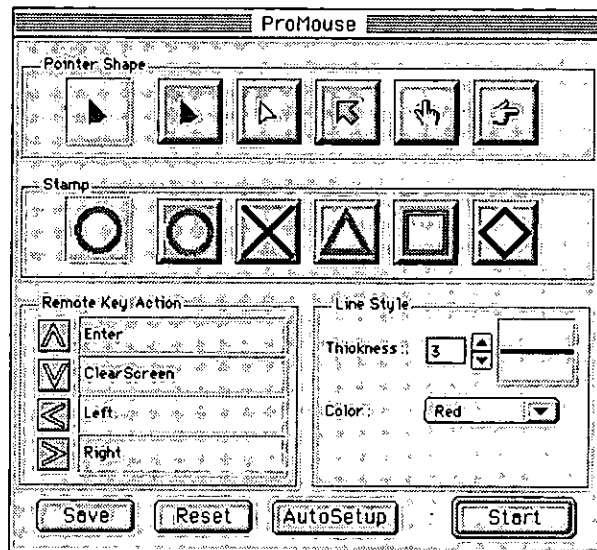 ProMouse
Pointer Shape
Stamp
Remote Key Action
Enter
ClearScreen
Left
Right
Line Style
Thickness :
3
Color :
Red
Save
Reset
AutoSetup
Start